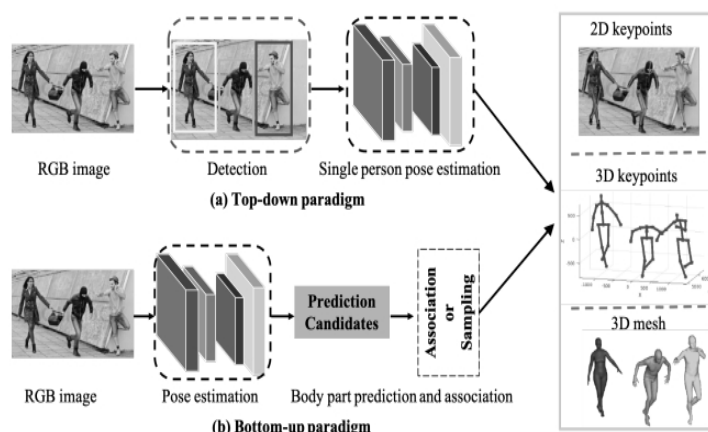 RGB image
Detection
Single person pose estimation
(a) Top-down paradigm
RGB image
Pose estimation
Prediction
Candidates
Association
or
Sampling
Body part prediction and association
(b) Bottom-up paradigm
2D keypoints
3D keypoints
3D mesh